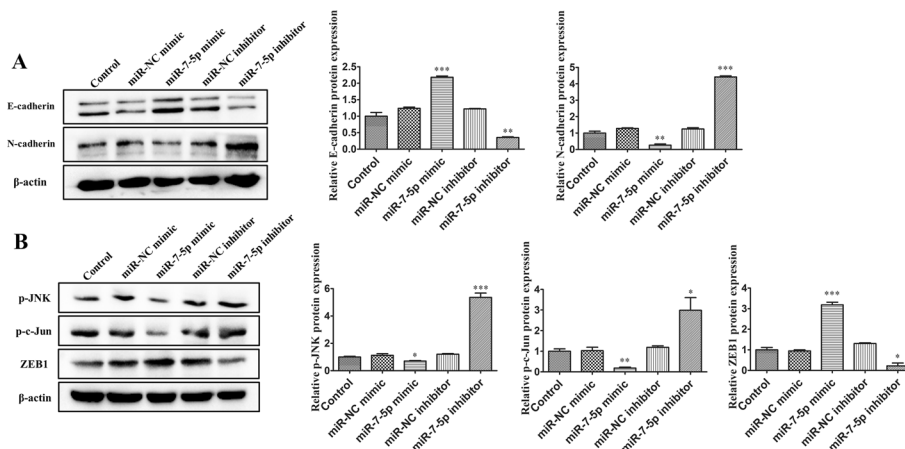 A
Control
miR-NC mimic
miR-7-5p mimic
miR-NC inhibitor
miR-7-5p inhibitor
E-cadherin
N-cadherin
β-actin
Relative E-cadherin protein expression
2.5
2.0
1.5
1.0
0.5
0.0
***
**
Control
miR-NC mimic
miR-7-5p mimic
miR-NC inhibitor
miR-7-5p inhibitor
Relative N-cadherin protein expression
5
4
3
2
1
0
**
***
Control
miR-NC mimic
miR-7-5p mimic
miR-NC inhibitor
miR-7-5p inhibitor
B
Control
miR-NC mimic
miR-7-5p mimic
miR-NC inhibitor
miR-7-5p inhibitor
p-JNK
p-c-Jun
ZEB1
β-actin
Relative p-JNK protein expression
6
4
2
0
*
***
Control
miR-NC mimic
miR-7-5p mimic
miR-NC inhibitor
miR-7-5p inhibitor
Relative p-c-Jun protein expression
4
3
2
1
0
**
*
Control
miR-NC mimic
miR-7-5p mimic
miR-NC inhibitor
miR-7-5p inhibitor
Relative ZEB1 protein expression
4
3
2
1
0
***
*
Control
miR-NC mimic
miR-7-5p mimic
miR-NC inhibitor
miR-7-5p inhibitor